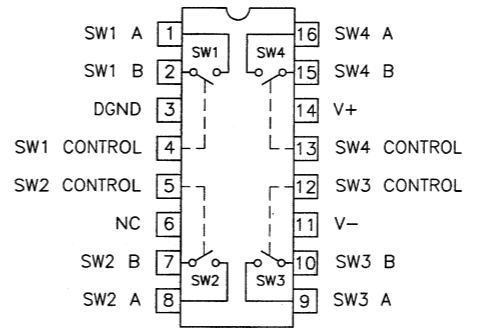 SW1 A 1 16 SW4 A
SW1 SW4
SW1 B 2 15 SW4 B
DGND 3 14 V+
SW1 CONTROL 4 13 SW4 CONTROL
SW2 CONTROL 5 12 SW3 CONTROL
NC 6 11 V−
SW2 B 7 10 SW3 B
SW2 SW3
SW2 A 8 9 SW3 A